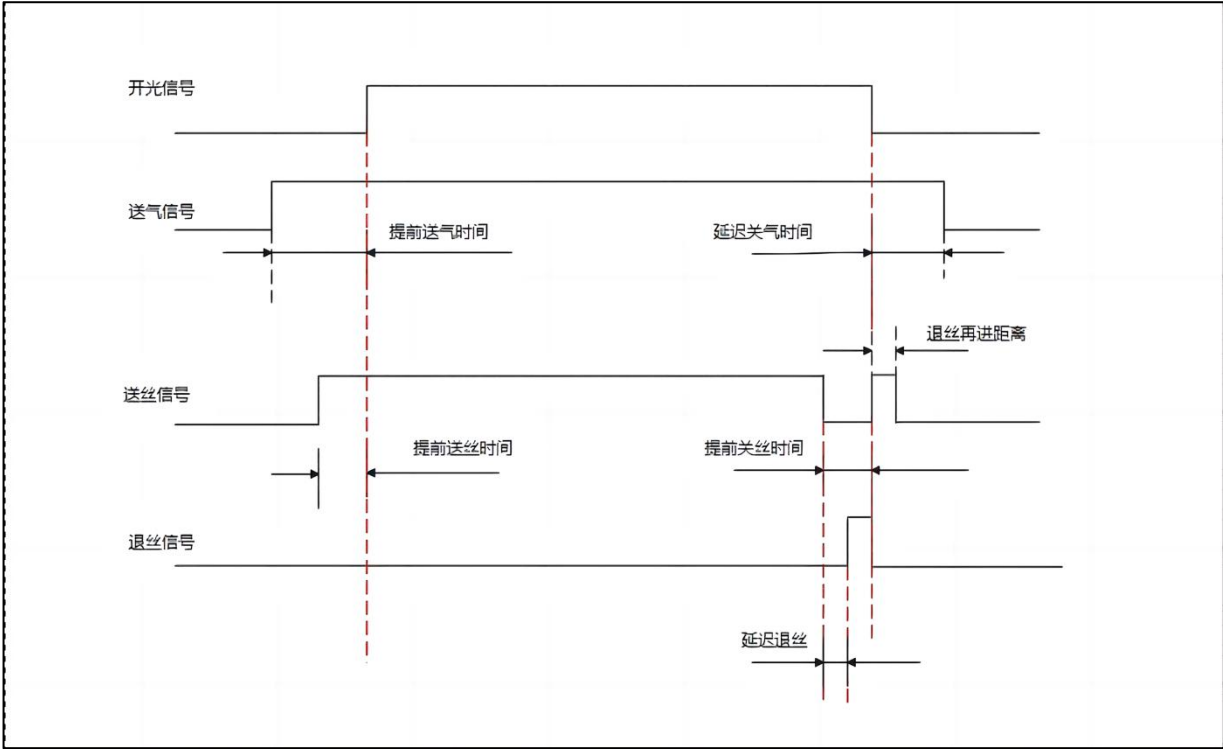 开光信号
送气信号
提前送气时间
延迟关气时间
退丝再进距离
送丝信号
提前送丝时间
提前关丝时间
退丝信号
延迟退丝